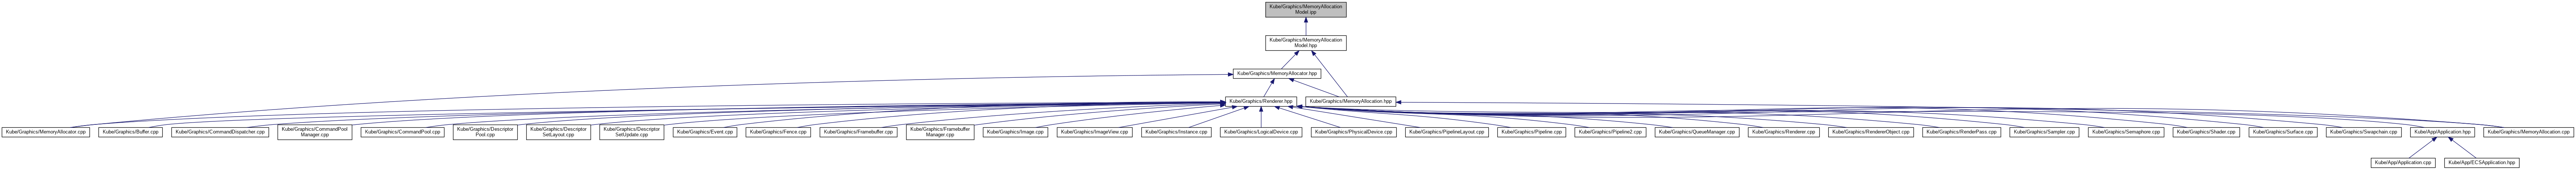 Kube/Graphics/MemoryAllocation
Model.ipp
Kube/Graphics/MemoryAllocation
Model.hpp
Kube/Graphics/MemoryAllocator.hpp
Kube/Graphics/Renderer.hpp
Kube/Graphics/MemoryAllocation.hpp
Kube/Graphics/MemoryAllocator.cpp
Kube/Graphics/Buffer.cpp
Kube/Graphics/CommandDispatcher.cpp
Kube/Graphics/CommandPool
Manager.cpp
Kube/Graphics/CommandPool.cpp
Kube/Graphics/Descriptor
Pool.cpp
Kube/Graphics/Descriptor
SetLayout.cpp
Kube/Graphics/Descriptor
SetUpdate.cpp
Kube/Graphics/Event.cpp
Kube/Graphics/Fence.cpp
Kube/Graphics/Framebuffer.cpp
Kube/Graphics/Framebuffer
Manager.cpp
Kube/Graphics/Image.cpp
Kube/Graphics/ImageView.cpp
Kube/Graphics/Instance.cpp
Kube/Graphics/LogicalDevice.cpp
Kube/Graphics/PhysicalDevice.cpp
Kube/Graphics/PipelineLayout.cpp
Kube/Graphics/Pipeline.cpp
Kube/Graphics/Pipeline2.cpp
Kube/Graphics/QueueManager.cpp
Kube/Graphics/Renderer.cpp
Kube/Graphics/RendererObject.cpp
Kube/Graphics/RenderPass.cpp
Kube/Graphics/Sampler.cpp
Kube/Graphics/Semaphore.cpp
Kube/Graphics/Shader.cpp
Kube/Graphics/Surface.cpp
Kube/Graphics/Swapchain.cpp
Kube/App/Application.hpp
Kube/Graphics/MemoryAllocation.cpp
Kube/App/Application.cpp
Kube/App/ECSApplication.hpp